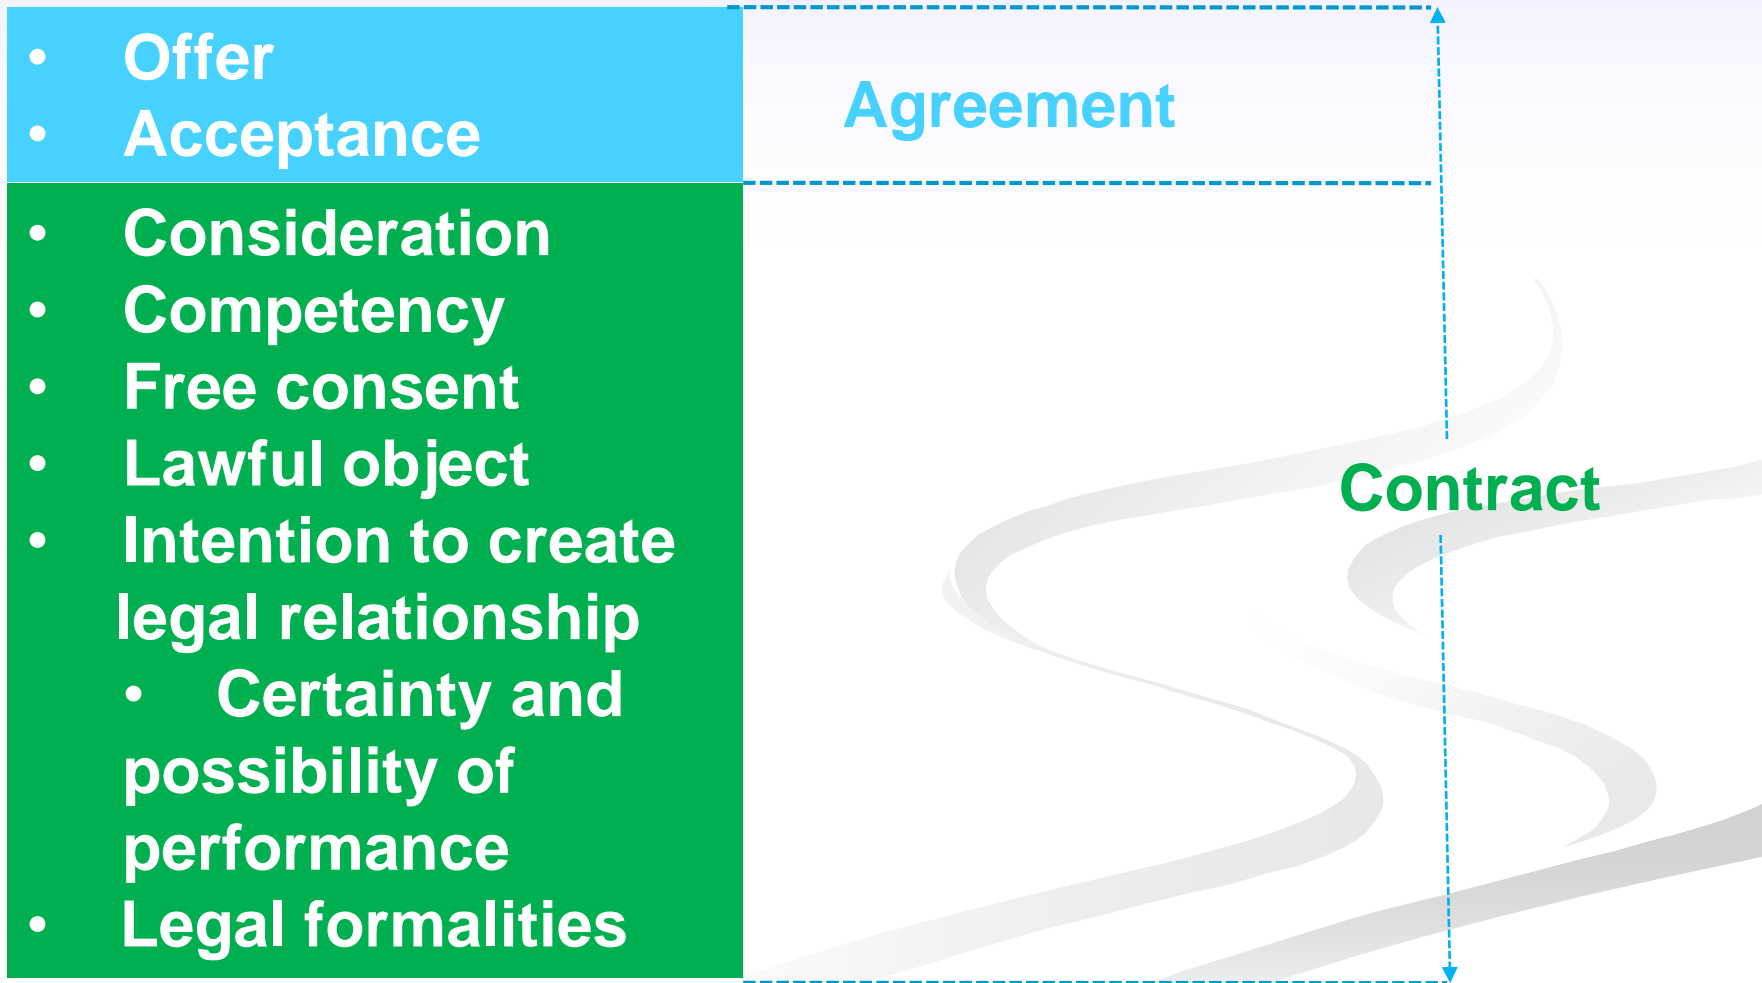 • Offer
• Acceptance
Agreement
• Consideration
• Competency
• Free consent
• Lawful object
• Intention to create
legal relationship
• Certainty and
possibility of
performance
• Legal formalities
Contract